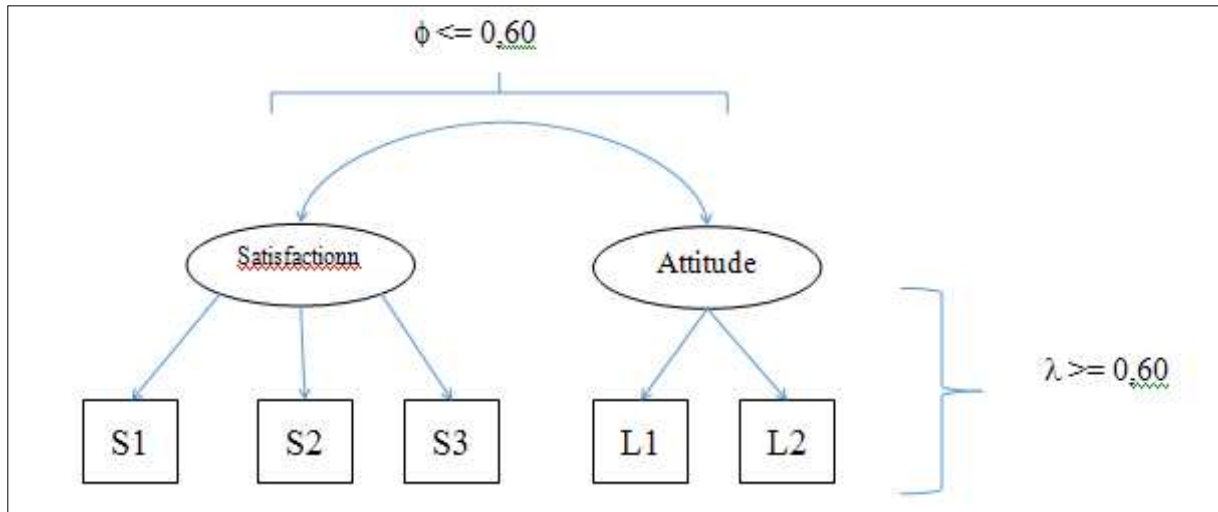 ϕ <= 0,60
Satisfactionn
Attitude
λ >= 0,60
S1
S2
S3
L1
L2